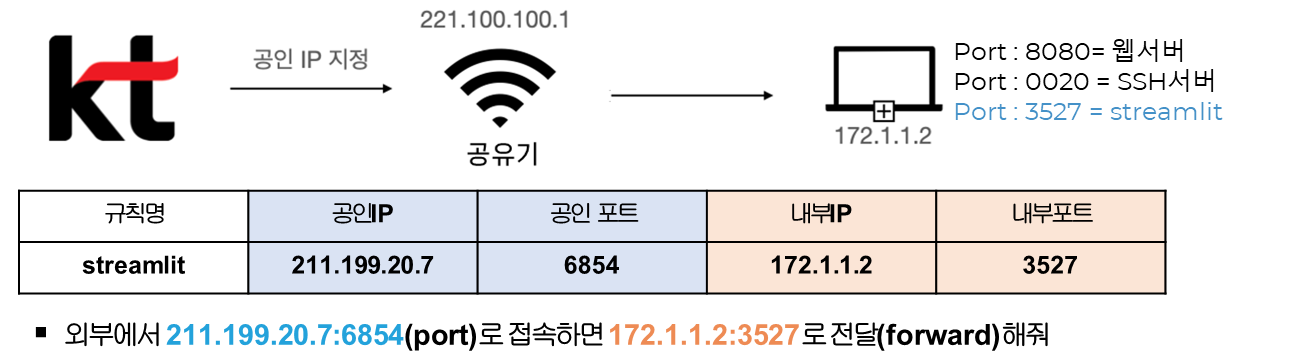 kt
공인 IP 지정
221.100.100.1
공유기
172.1.1.2
Port : 8080= 웹서버
Port : 0020 = SSH서버
Port : 3527 = streamlit
규칙명 공인IP 공인 포트 내부IP 내부포트
streamlit 211.199.20.7 6854 172.1.1.2 3527
▪ 외부에서 211.199.20.7:6854(port)로 접속하면 172.1.1.2:3527로 전달(forward)해줘